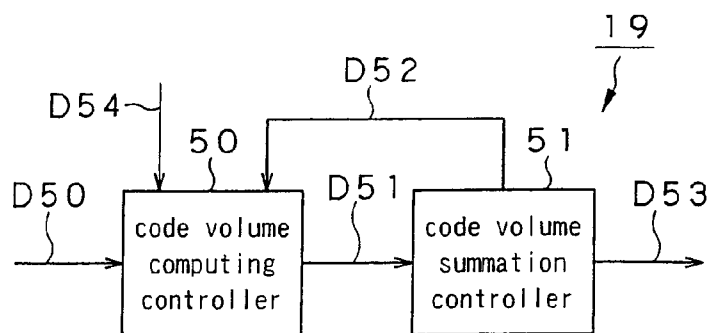 19
D52
D54
50
51
D50
D51
D53
code volume
computing
controller
code volume
summation
controller